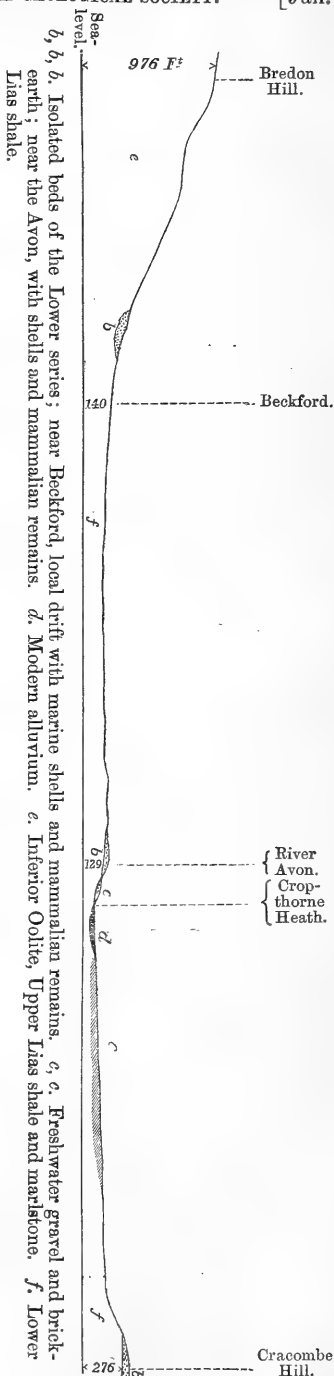 [Jan.
Sea-
level.
976 Ft
Bredon
Hill.
e
b
140
Beckford.
f
b
129
River
Avon.
Crop-
thorne
Heath.
c
d
c
f
276
Cracombe
Hill.
b, b, b. Isolated beds of the Lower series; near Beckford, local drift with marine shells and mammalian remains. c, c. Freshwater gravel and brick-
earth; near the Avon, with shells and mammalian remains. d. Modern alluvium. e. Inferior Oolite, Upper Lias shale and marlstone. f. Lower
Lias shale.